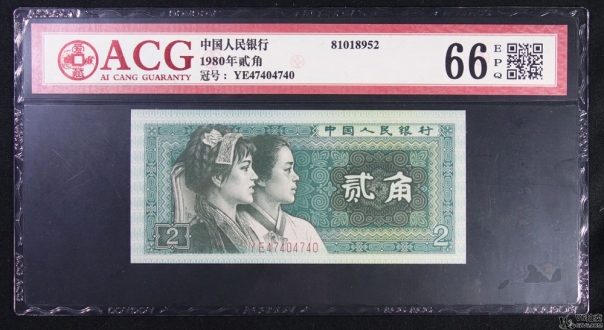 ACG
AI CANG GUARANTY
中国人民银行
1980年贰角
冠号：YE47404740
81018952
66
EPQ
中国人民银行
贰角
YE47404740
2
2